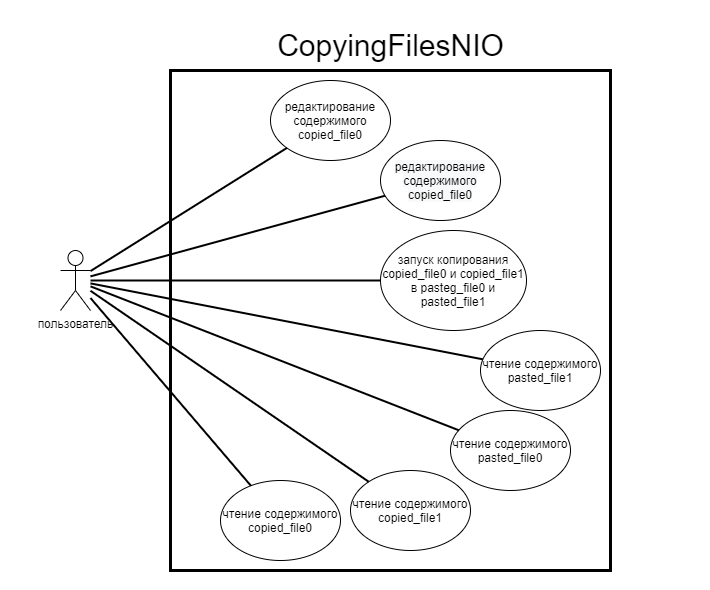 CopyingFilesNIO
редактирование
содержимого
copied_file0
редактирование
содержимого
copied_file0
запуск копирования
copied_file0 и copied_file1
в pasteg_file0 и
pasted_file1
пользователь
чтение содержимого
pasted_file1
чтение содержимого
pasted_file0
чтение содержимого
copied_file1
чтение содержимого
copied_file0